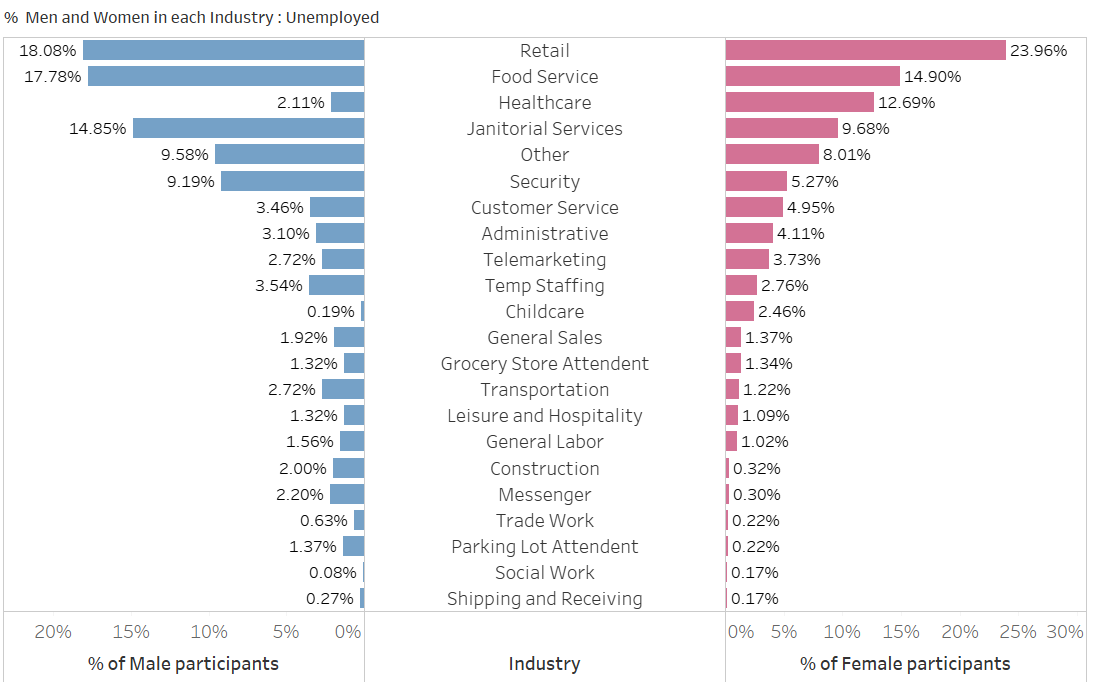 % Men and Women in each Industry : Unemployed
18.08% Retail 23.96%
17.78% Food Service 14.90%
2.11% Healthcare 12.69%
14.85% Janitorial Services 9.68%
9.58% Other 8.01%
9.19% Security 5.27%
3.46% Customer Service 4.95%
3.10% Administrative 4.11%
2.72% Telemarketing 3.73%
3.54% Temp Staffing 2.76%
0.19% Childcare 2.46%
1.92% General Sales 1.37%
1.32% Grocery Store Attendent 1.34%
2.72% Transportation 1.22%
1.32% Leisure and Hospitality 1.09%
1.56% General Labor 1.02%
2.00% Construction 0.32%
2.20% Messenger 0.30%
0.63% Trade Work 0.22%
1.37% Parking Lot Attendent 0.22%
0.08% Social Work 0.17%
0.27% Shipping and Receiving 0.17%
20% 15% 10% 5% 0% 0% 5% 10% 15% 20% 25% 30%
% of Male participants Industry % of Female participants